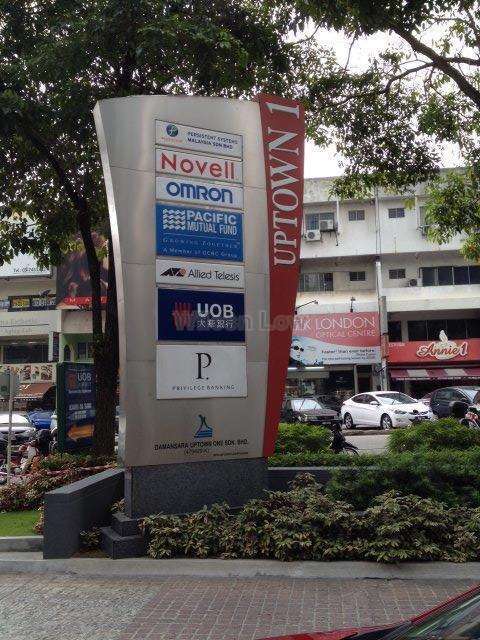 UPTOWN 1
PERSISTENT SYSTEMS
MALAYSIA SDN BHD
Novell
OMRON
PACIFIC
MUTUAL FUND
GROWING TOGETHER
A Member of OCBC Group
Allied Telesis
UOB
大華銀行
P.
PRIVILEGE BANKING
DAMANSARA UPTOWN ONE SDN. BHD.
LONDON
OPTICAL CENTRE
Annie1
UOB